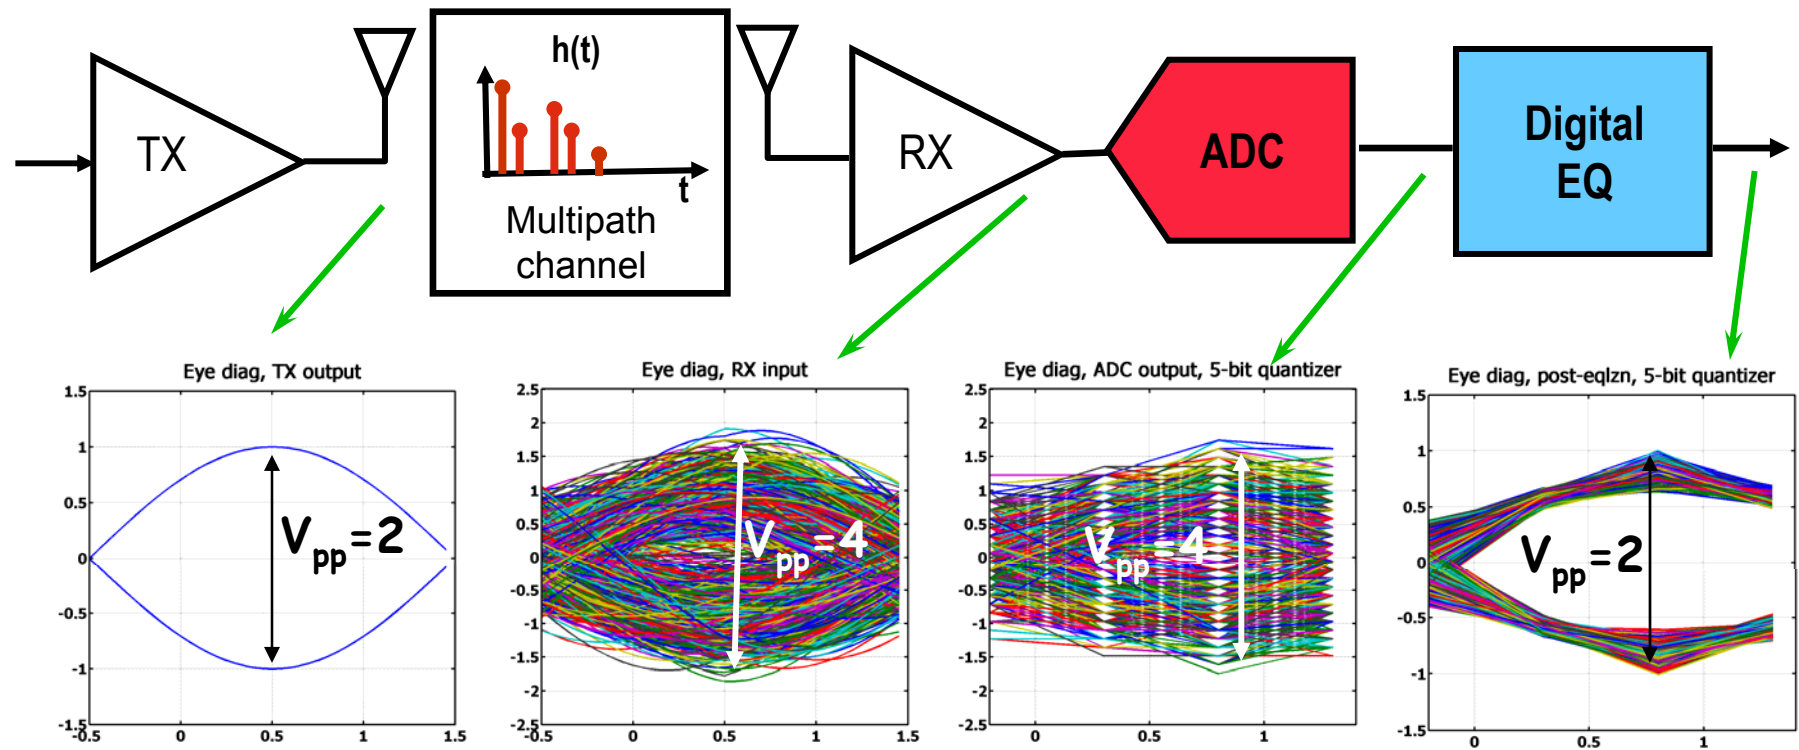 TX
h(t)
t
Multipath
channel
RX
ADC
Digital
EQ
Eye diag, TX output
1.5
1
0.5
0
-0.5
-1
-1.5
-0.5 0 0.5 1 1.5
Vpp=2
Eye diag, RX input
2.5
2
1.5
1
0.5
0
-0.5
-1
-1.5
-2
-2.5
-0.5 0 0.5 1 1.5
Vpp=4
Eye diag, ADC output, 5-bit quantizer
2.5
2
1.5
1
0.5
0
-0.5
-1
-1.5
-2
-2.5
0 0.5 1
Vpp=4
Eye diag, post-eqlzn, 5-bit quantizer
1.5
1
0.5
0
-0.5
-1
-1.5
0 0.5 1
Vpp=2